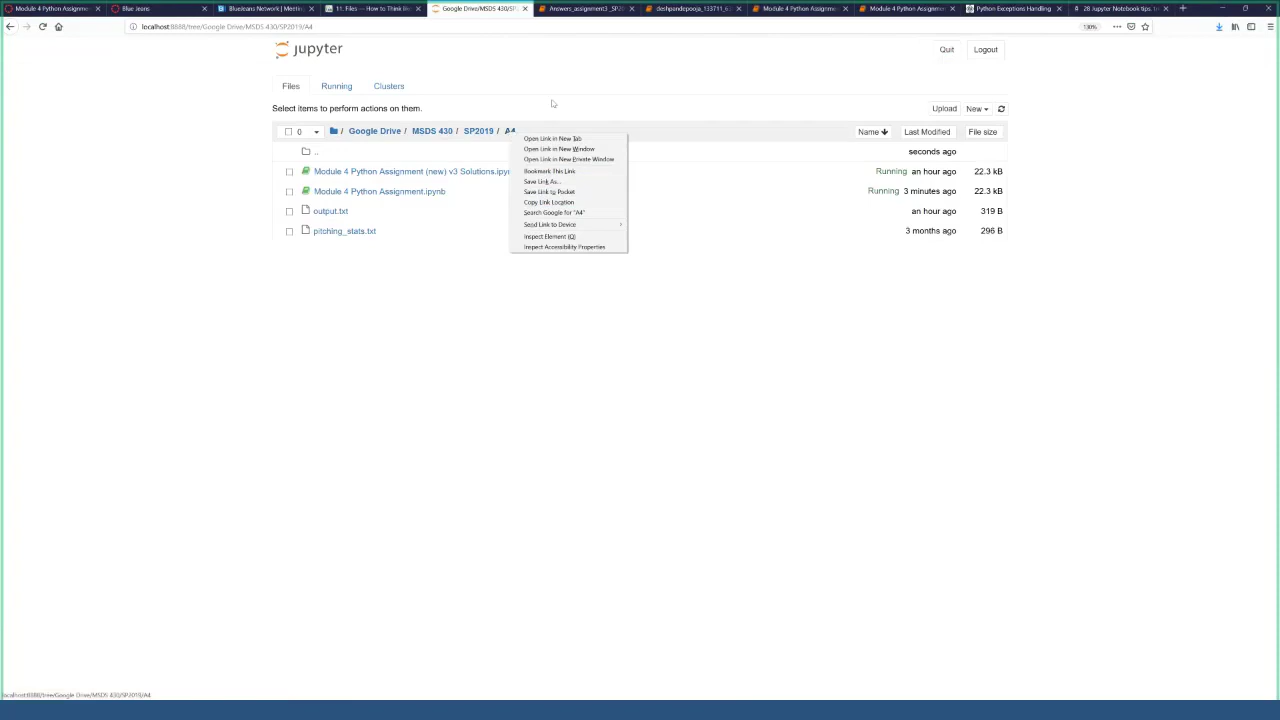 Module 4 Python Assignment
Blue Jeans
BlueJeans Network | Meeting
11. Files — How to Think like
Google Drive/MSDS 430/SP
Answers_assignment3_SP20
deshpandepooja_133711_6
Module 4 Python Assignmen
Module 4 Python Assignmen
Python Exceptions Handling
28 Jupyter Notebook tips, tr
localhost:8888/tree/Google Drive/MSDS 430/SP2019/A4
130%
jupyter
Quit
Logout
Files
Running
Clusters
Select items to perform actions on them.
Upload
New
0
/ Google Drive / MSDS 430 / SP2019 / A4
Name
Last Modified
File size
..
seconds ago
Module 4 Python Assignment (new) v3 Solutions.ipy
Running an hour ago 22.3 kB
Module 4 Python Assignment.ipynb
Running 3 minutes ago 22.3 kB
output.txt
an hour ago 319 B
pitching_stats.txt
3 months ago 296 B
Open Link in New Tab
Open Link in New Window
Open Link in New Private Window
Bookmark This Link
Save Link As...
Save Link to Pocket
Copy Link Location
Search Google for "A4"
Send Link to Device
Inspect Element (Q)
Inspect Accessibility Properties
localhost:8888/tree/Google Drive/MSDS 430/SP2019/A4